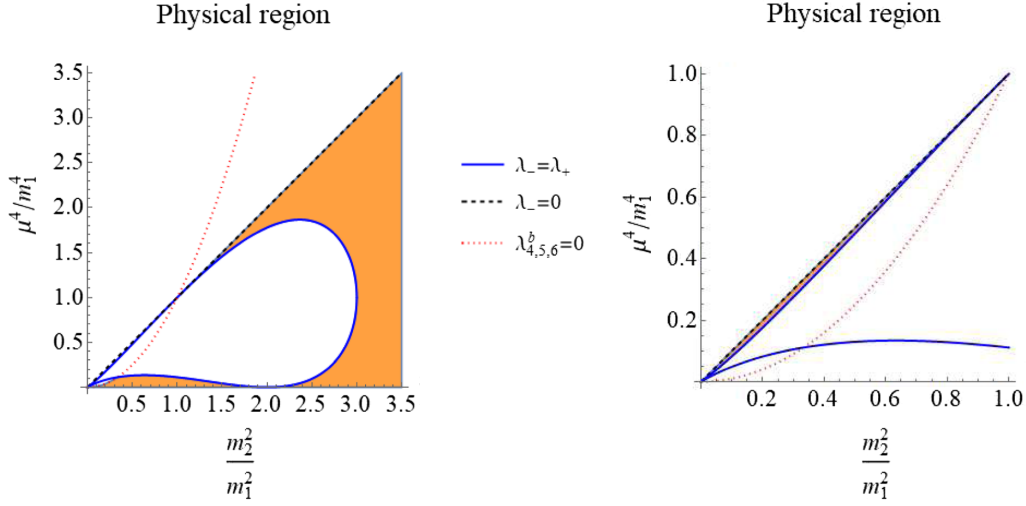 Physical region
μ⁴/m₁⁴
3.5
3.0
2.5
2.0
1.5
1.0
0.5
0.5 1.0 1.5 2.0 2.5 3.0 3.5
m₂²
m₁²
λ₋=λ₊
λ₋=0
λᵇ₄,₅,₆=0
Physical region
μ⁴/m₁⁴
1.0
0.8
0.6
0.4
0.2
0.2 0.4 0.6 0.8 1.0
m₂²
m₁²